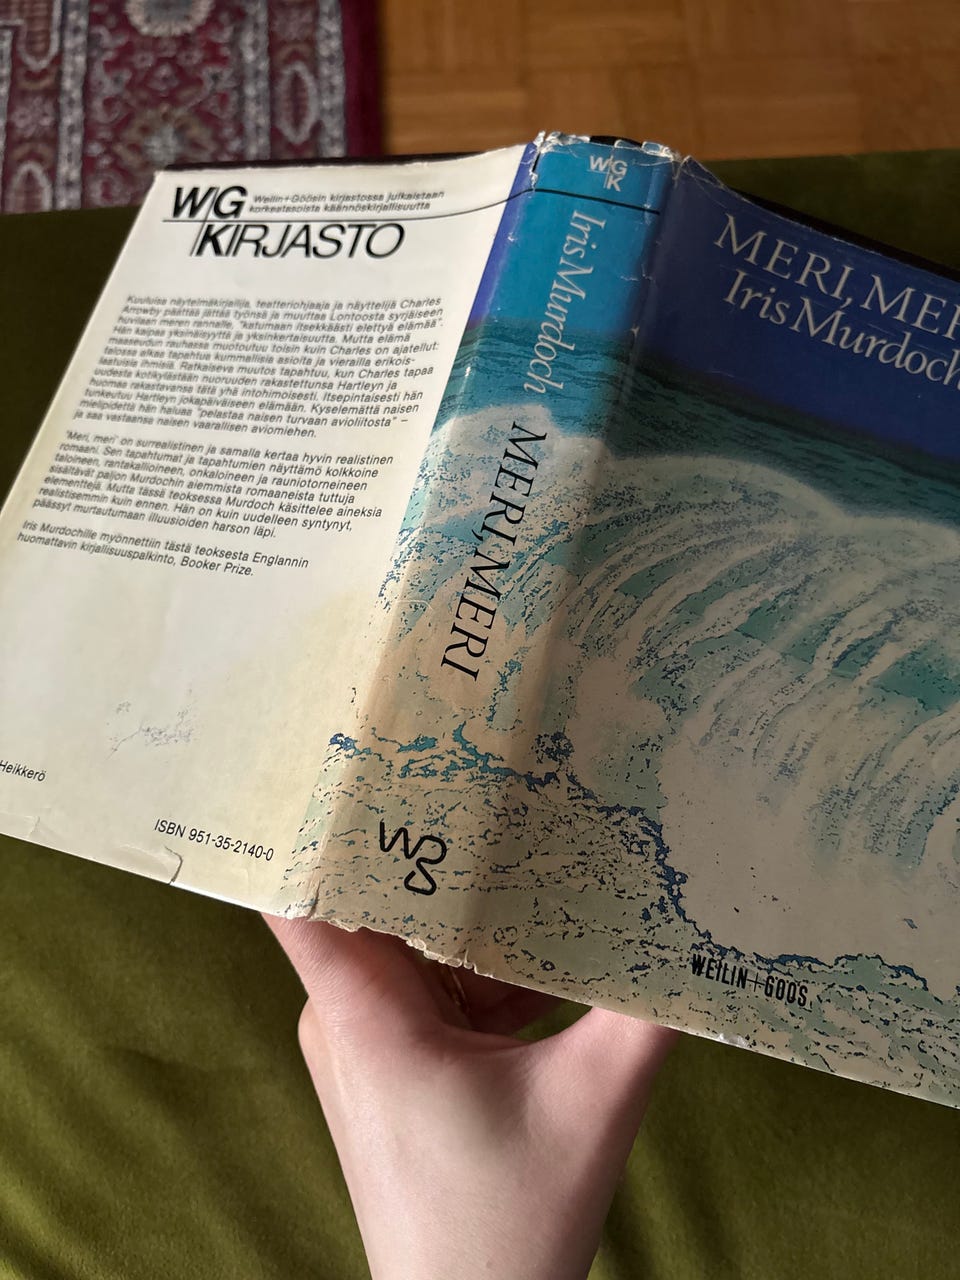 W/G Weilin+Göösin kirjastossa julkaistaan
korkeatasoista käännöskirjallisuutta
KIRJASTO
Kuuluisa näytelmäkirjailija, teatteriohjaaja ja näyttelijä Charles
Arrowby päättää jättää työnsä ja muuttaa Lontoosta syrjäiseen
huvilaan meren rannalle, "katumaan itsekkäästi elettyä elämää".
Hän kaipaa yksinäisyyttä ja yksinkertaisuutta. Mutta elämä
maaseudun rauhassa muotoutuu toisin kuin Charles on ajatellut:
talossa alkaa tapahtua kummallisia asioita ja vierailla erikois-
laatuisia ihmisiä. Ratkaiseva muutos tapahtuu, kun Charles tapaa
uudesta kotikylästään nuoruuden rakastettunsa Hartleyn ja
huomaa rakastavansa tätä yhä intohimoisesti. Itsepintaisesti hän
tunkeutuu Hartleyn jokapäiväiseen elämään. Kyselemättä naisen
mielipidettä hän haluaa "pelastaa naisen turvaan avioliitosta" –
ja saa vastaansa naisen vaarallisen aviomiehen.
'Meri, meri' on surrealistinen ja samalla kertaa hyvin realistinen
romaani. Sen tapahtumat ja tapahtumien näyttämö kolkkoine
taloineen, rantakallioineen, onkaloineen ja rauniotorneineen
sisältävät paljon Murdochin aiemmista romaaneista tuttuja
elementtejä. Mutta tässä teoksessa Murdoch käsittelee aineksia
realistisemmin kuin ennen. Hän on kuin uudelleen syntynyt,
päässyt murtautumaan illuusioiden harson läpi.
Iris Murdochille myönnettiin tästä teoksesta Englannin
huomattavin kirjallisuuspalkinto, Booker Prize.
Heikkerö
ISBN 951-35-2140-0
W/G
K
Iris Murdoch MERI, MERI
MERI, MER
Iris Murdoch
WEILIN+GÖÖS